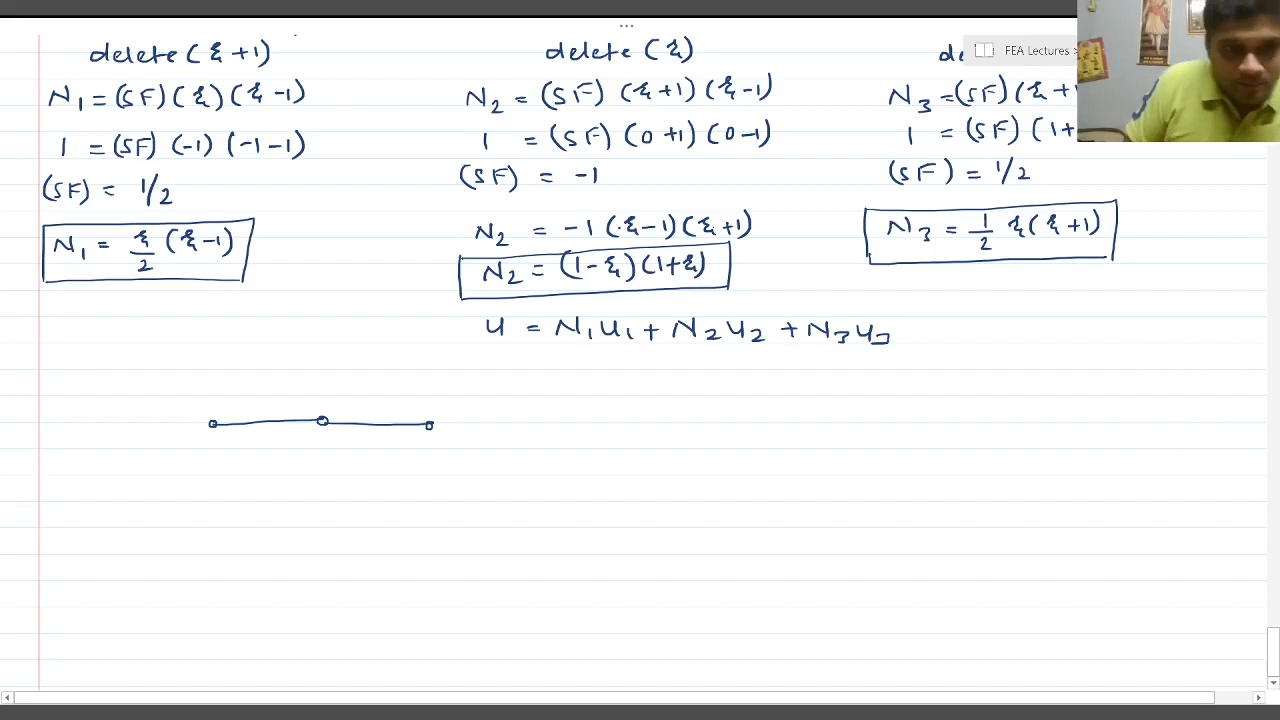 delete (ξ +1)
N₁ = (SF) (ξ) (ξ -1)
1 = (SF) (-1) (-1-1)
(SF) = 1/2
N₁ = ξ/2 (ξ-1)
delete (ξ)
N₂ = (SF) (ξ+1) (ξ-1)
1 = (SF) (0+1) (0-1)
(SF) = -1
N₂ = -1 (ξ-1)(ξ+1)
N₂ = (1-ξ)(1+ξ)
u = N₁u₁ + N₂u₂ + N₃u₃
FEA Lectures >
N₃ = (SF) (ξ +
1 = (SF) (1+
(SF) = 1/2
N₃ = 1/2 ξ(ξ+1)